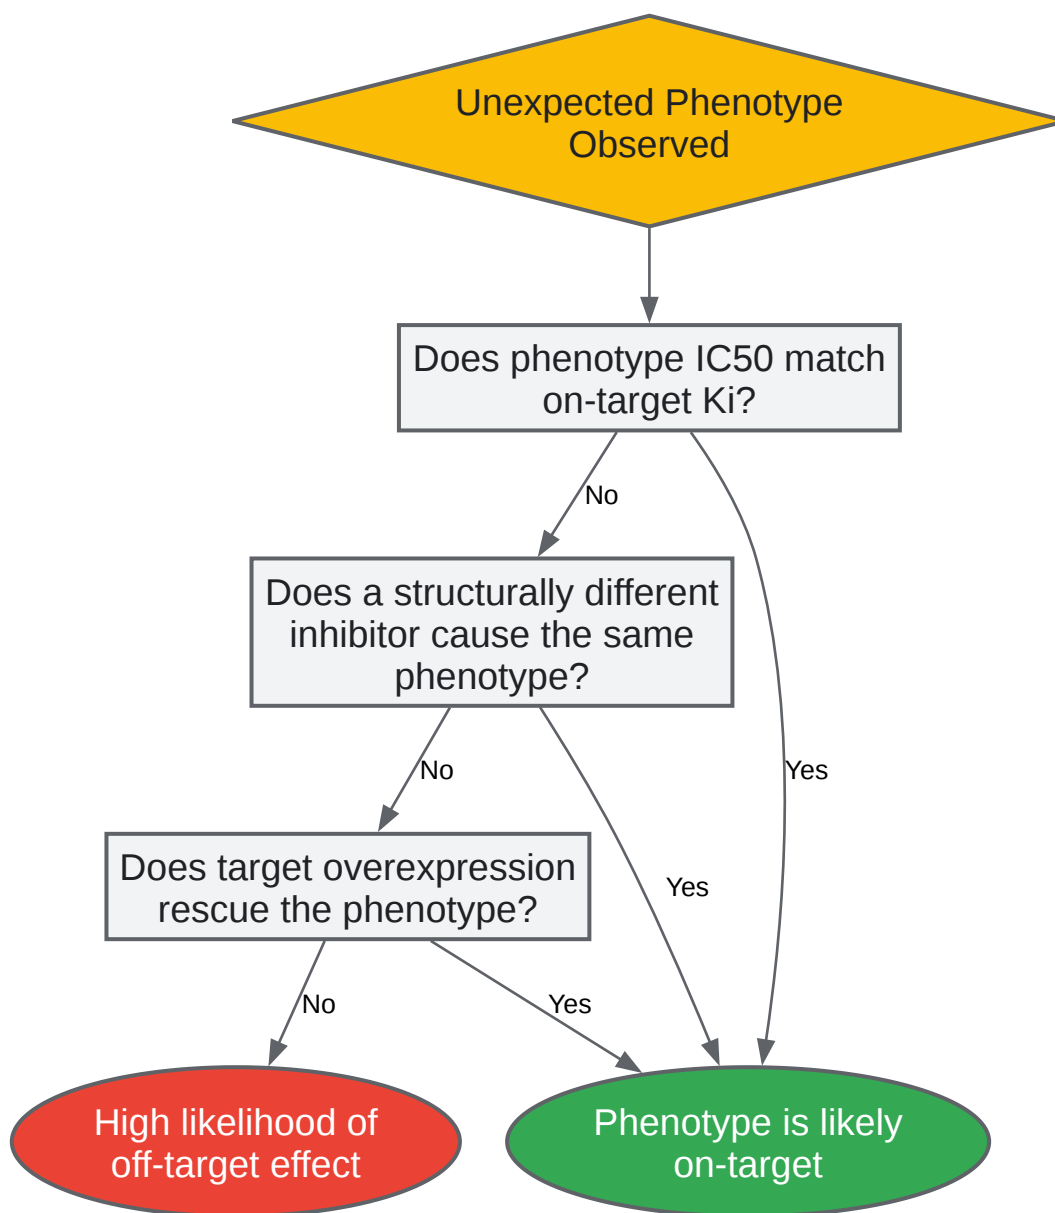 Unexpected Phenotype
Observed
Does phenotype IC50 match
on-target Ki?
No
Does a structurally different
inhibitor cause the same
phenotype?
No
Yes
Does target overexpression
rescue the phenotype?
Yes
No
Yes
High likelihood of
off-target effect
Phenotype is likely
on-target